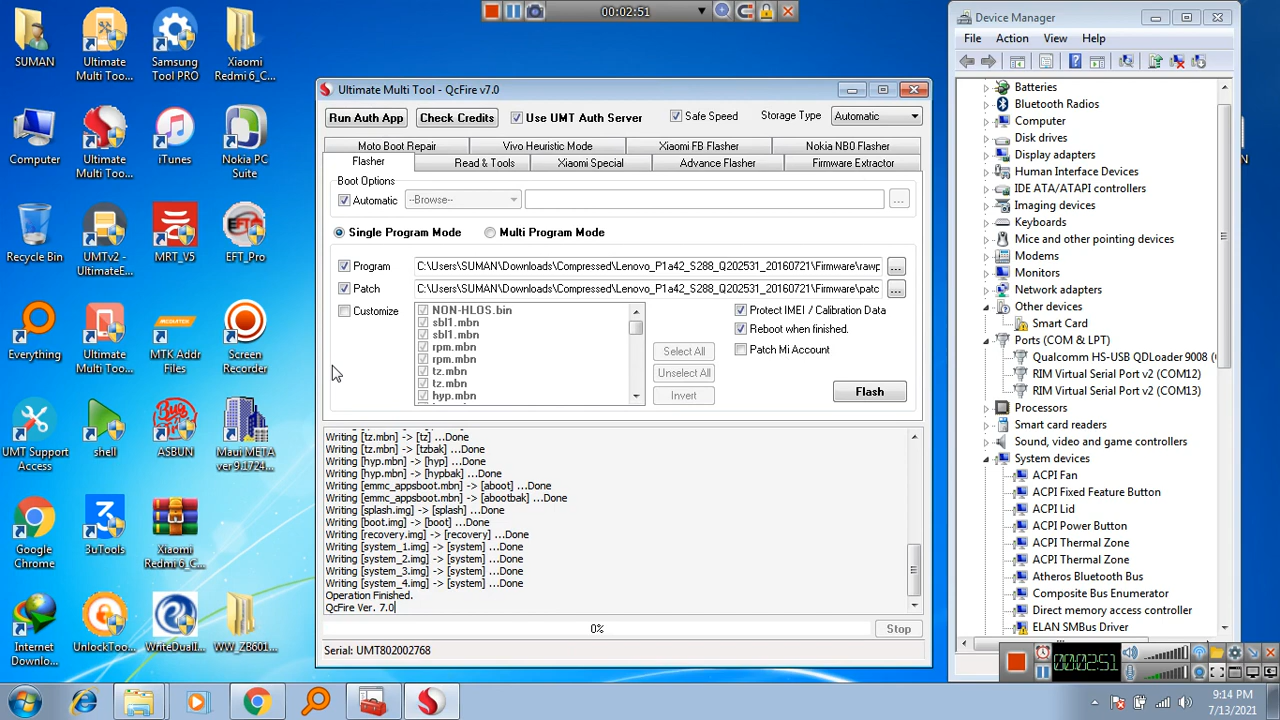 00:02:51
SUMAN
Ultimate Multi Too...
Samsung Tool PRO
Xiaomi Redmi 6_C...
Computer
Ultimate Multi Too...
iTunes
Nokia PC Suite
Recycle Bin
UMTv2 - UltimateE...
MRT_V5
EFT_Pro
Everything
Ultimate Multi Too...
MTK Addr Files
Screen Recorder
UMT Support Access
shell
ASBUN
Maui META ver 9.1724...
Google Chrome
3uTools
Xiaomi Redmi 6_C...
Internet Downlo...
UnlockToo...
WriteDualI...
WW_ZB601...
Ultimate Multi Tool - QcFire v7.0
Run Auth App
Check Credits
Use UMT Auth Server
Safe Speed
Storage Type
Automatic
Moto Boot Repair
Vivo Heuristic Mode
Xiaomi FB Flasher
Nokia NB0 Flasher
Flasher
Read & Tools
Xiaomi Special
Advance Flasher
Firmware Extractor
Boot Options
Automatic
--Browse--
...
Single Program Mode
Multi Program Mode
Program
C:\Users\SUMAN\Downloads\Compressed\Lenovo_P1a42_S288_Q202531_20160721\Firmware\rawp
...
Patch
C:\Users\SUMAN\Downloads\Compressed\Lenovo_P1a42_S288_Q202531_20160721\Firmware\patc
...
Customize
NON-HLOS.bin
sbl1.mbn
sbl1.mbn
rpm.mbn
rpm.mbn
tz.mbn
tz.mbn
hyp.mbn
Select All
Unselect All
Invert
Protect IMEI / Calibration Data
Reboot when finished.
Patch Mi Account
Flash
Writing [tz.mbn] -> [tz] ...Done
Writing [tz.mbn] -> [tzbak] ...Done
Writing [hyp.mbn] -> [hyp] ...Done
Writing [hyp.mbn] -> [hypbak] ...Done
Writing [emmc_appsboot.mbn] -> [aboot] ...Done
Writing [emmc_appsboot.mbn] -> [abootbak] ...Done
Writing [splash.img] -> [splash] ...Done
Writing [boot.img] -> [boot] ...Done
Writing [recovery.img] -> [recovery] ...Done
Writing [system_1.img] -> [system] ...Done
Writing [system_2.img] -> [system] ...Done
Writing [system_3.img] -> [system] ...Done
Writing [system_4.img] -> [system] ...Done
Operation Finished.
QcFire Ver. 7.0
0%
Stop
Serial: UMT802002768
Device Manager
File Action View Help
Batteries
Bluetooth Radios
Computer
Disk drives
Display adapters
Human Interface Devices
IDE ATA/ATAPI controllers
Imaging devices
Keyboards
Mice and other pointing devices
Modems
Monitors
Network adapters
Other devices
Smart Card
Ports (COM & LPT)
Qualcomm HS-USB QDLoader 9008 (
RIM Virtual Serial Port v2 (COM12)
RIM Virtual Serial Port v2 (COM13)
Processors
Smart card readers
Sound, video and game controllers
System devices
ACPI Fan
ACPI Fixed Feature Button
ACPI Lid
ACPI Power Button
ACPI Thermal Zone
ACPI Thermal Zone
Atheros Bluetooth Bus
Composite Bus Enumerator
Direct memory access controller
ELAN SMBus Driver
00:02:51
9:14 PM
7/13/2021